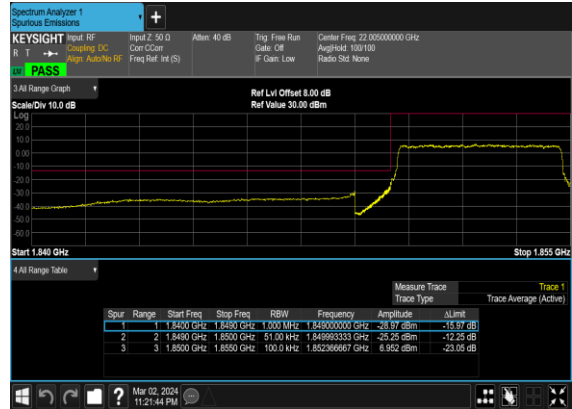 Spectrum Analyzer 1
Spurious Emissions
+
KEYSIGHT Input: RF Input Z: 50 Ω Atten: 40 dB Trig: Free Run Center Freq: 22.005000000 GHz
R T Coupling: DC Corr CCorr Gate: Off Avg|Hold: 100/100
Align: Auto/No RF Freq Ref: Int (S) IF Gain: Low Radio Std: None
PASS
3 All Range Graph Ref Lvl Offset 8.00 dB
Scale/Div 10.0 dB Ref Value 30.00 dBm
Log
20.0
10.0
0.00
-10.0
-20.0
-30.0
-40.0
-50.0
-60.0
Start 1.840 GHz Stop 1.855 GHz
4 All Range Table
Measure Trace Trace 1
Trace Type Trace Average (Active)
Spur Range Start Freq Stop Freq RBW Frequency Amplitude ΔLimit
1 1 1.8400 GHz 1.8490 GHz 1.000 MHz 1.849000000 GHz -28.97 dBm -15.97 dB
2 2 1.8490 GHz 1.8500 GHz 51.00 kHz 1.849993333 GHz -25.25 dBm -12.25 dB
3 3 1.8500 GHz 1.8550 GHz 100.0 kHz 1.852366667 GHz 6.952 dBm -23.05 dB
? Mar 02, 2024
11:21:44 PM